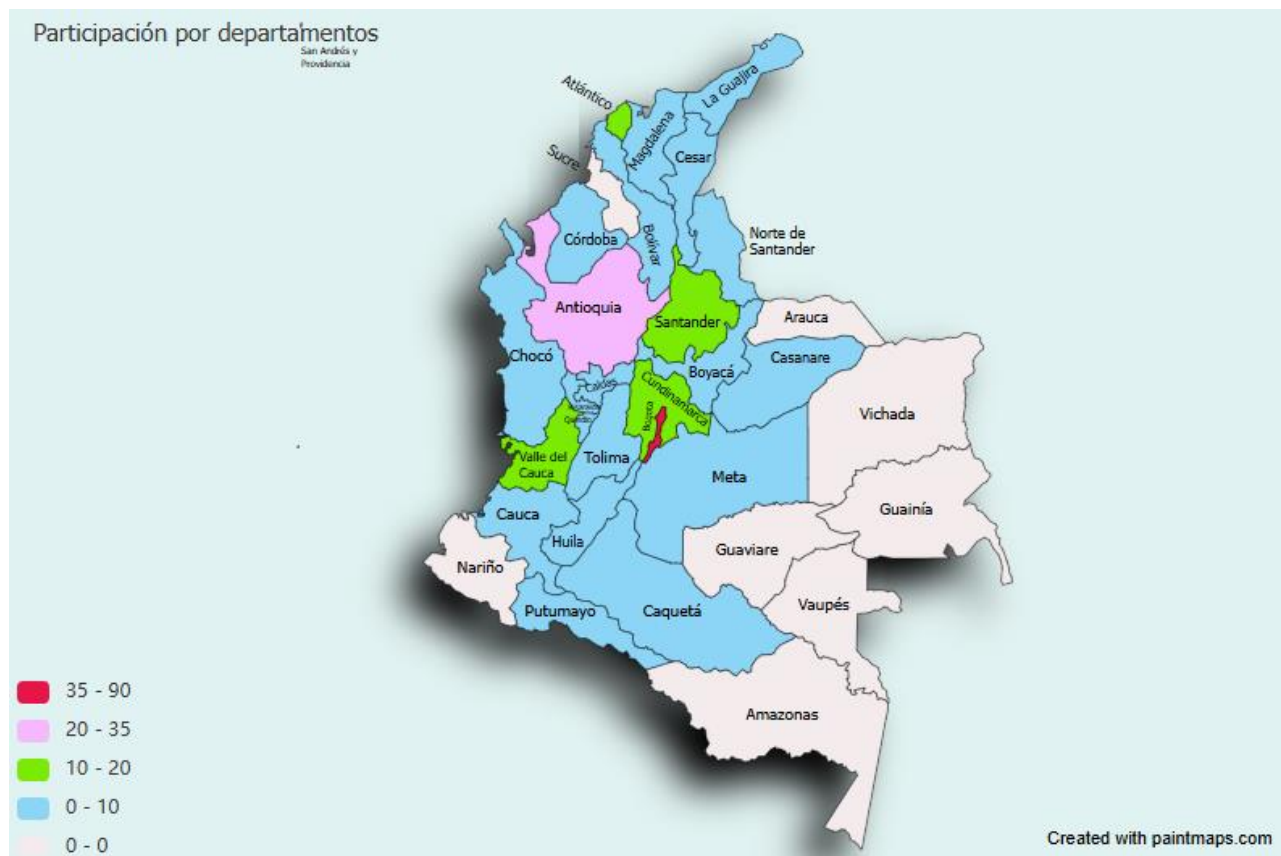 Participación por departamentos
San Andrés y
Providencia
La Guajira
Atlántico
Magdalena
Cesar
Sucre
Norte de
Santander
Córdoba
Bolívar
Antioquia
Santander
Arauca
Chocó
Boyacá
Casanare
Caldas
Cundinamarca
Bogota
Vichada
Valle del
Cauca
Tolima
Meta
Cauca
Guainía
Huila
Guaviare
Nariño
Putumayo
Caquetá
Vaupés
Amazonas
35 - 90
20 - 35
10 - 20
0 - 10
0 - 0
Created with paintmaps.com